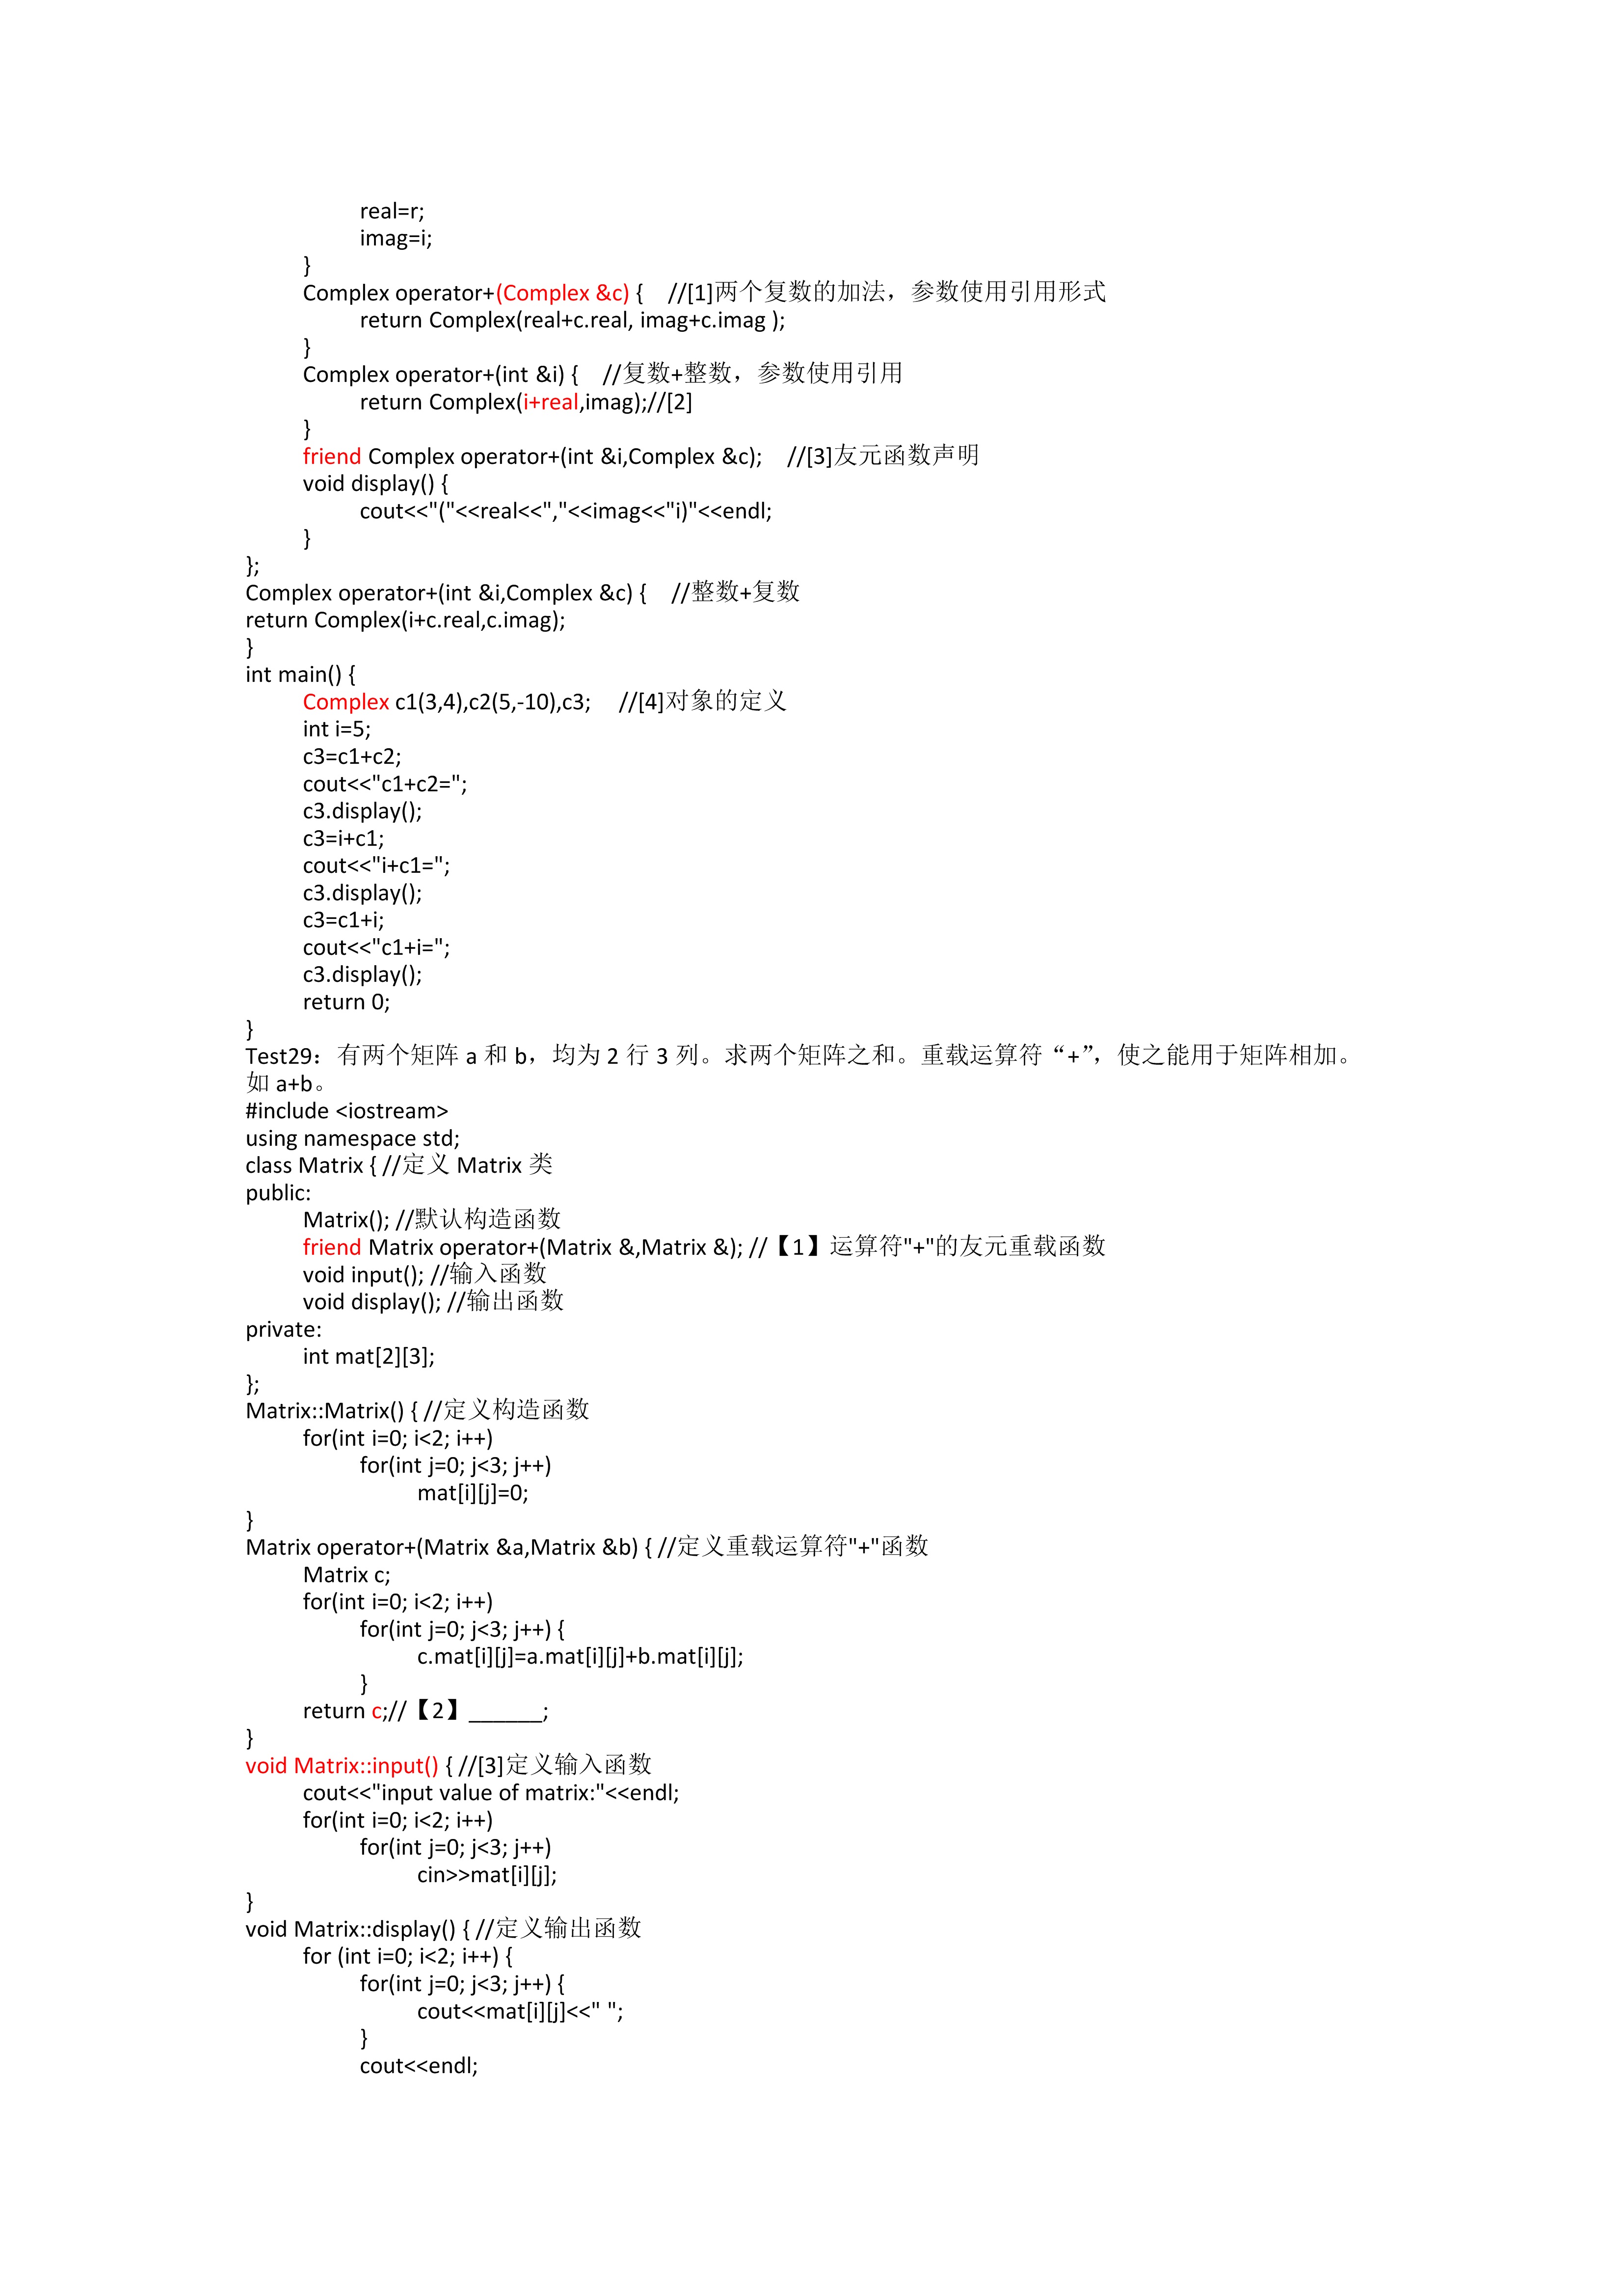 real=r;
imag=i;
}
Complex operator+(Complex &c) { //[1]两个复数的加法，参数使用引用形式
return Complex(real+c.real, imag+c.imag );
}
Complex operator+(int &i) { //复数+整数，参数使用引用
return Complex(i+real,imag);//[2]
}
friend Complex operator+(int &i,Complex &c); //[3]友元函数声明
void display() {
cout<<"("<<real<<","<<imag<<"i)"<<endl;
}
};
Complex operator+(int &i,Complex &c) { //整数+复数
return Complex(i+c.real,c.imag);
}
int main() {
Complex c1(3,4),c2(5,-10),c3; //[4]对象的定义
int i=5;
c3=c1+c2;
cout<<"c1+c2=";
c3.display();
c3=i+c1;
cout<<"i+c1=";
c3.display();
c3=c1+i;
cout<<"c1+i=";
c3.display();
return 0;
}
Test29：有两个矩阵 a 和 b，均为 2 行 3 列。求两个矩阵之和。重载运算符“+”，使之能用于矩阵相加。
如 a+b。
#include <iostream>
using namespace std;
class Matrix { //定义 Matrix 类
public:
Matrix(); //默认构造函数
friend Matrix operator+(Matrix &,Matrix &); //【1】运算符"+"的友元重载函数
void input(); //输入函数
void display(); //输出函数
private:
int mat[2][3];
};
Matrix::Matrix() { //定义构造函数
for(int i=0; i<2; i++)
for(int j=0; j<3; j++)
mat[i][j]=0;
}
Matrix operator+(Matrix &a,Matrix &b) { //定义重载运算符"+"函数
Matrix c;
for(int i=0; i<2; i++)
for(int j=0; j<3; j++) {
c.mat[i][j]=a.mat[i][j]+b.mat[i][j];
}
return c;//【2】______;
}
void Matrix::input() { //[3]定义输入函数
cout<<"input value of matrix:"<<endl;
for(int i=0; i<2; i++)
for(int j=0; j<3; j++)
cin>>mat[i][j];
}
void Matrix::display() { //定义输出函数
for (int i=0; i<2; i++) {
for(int j=0; j<3; j++) {
cout<<mat[i][j]<<" ";
}
cout<<endl;